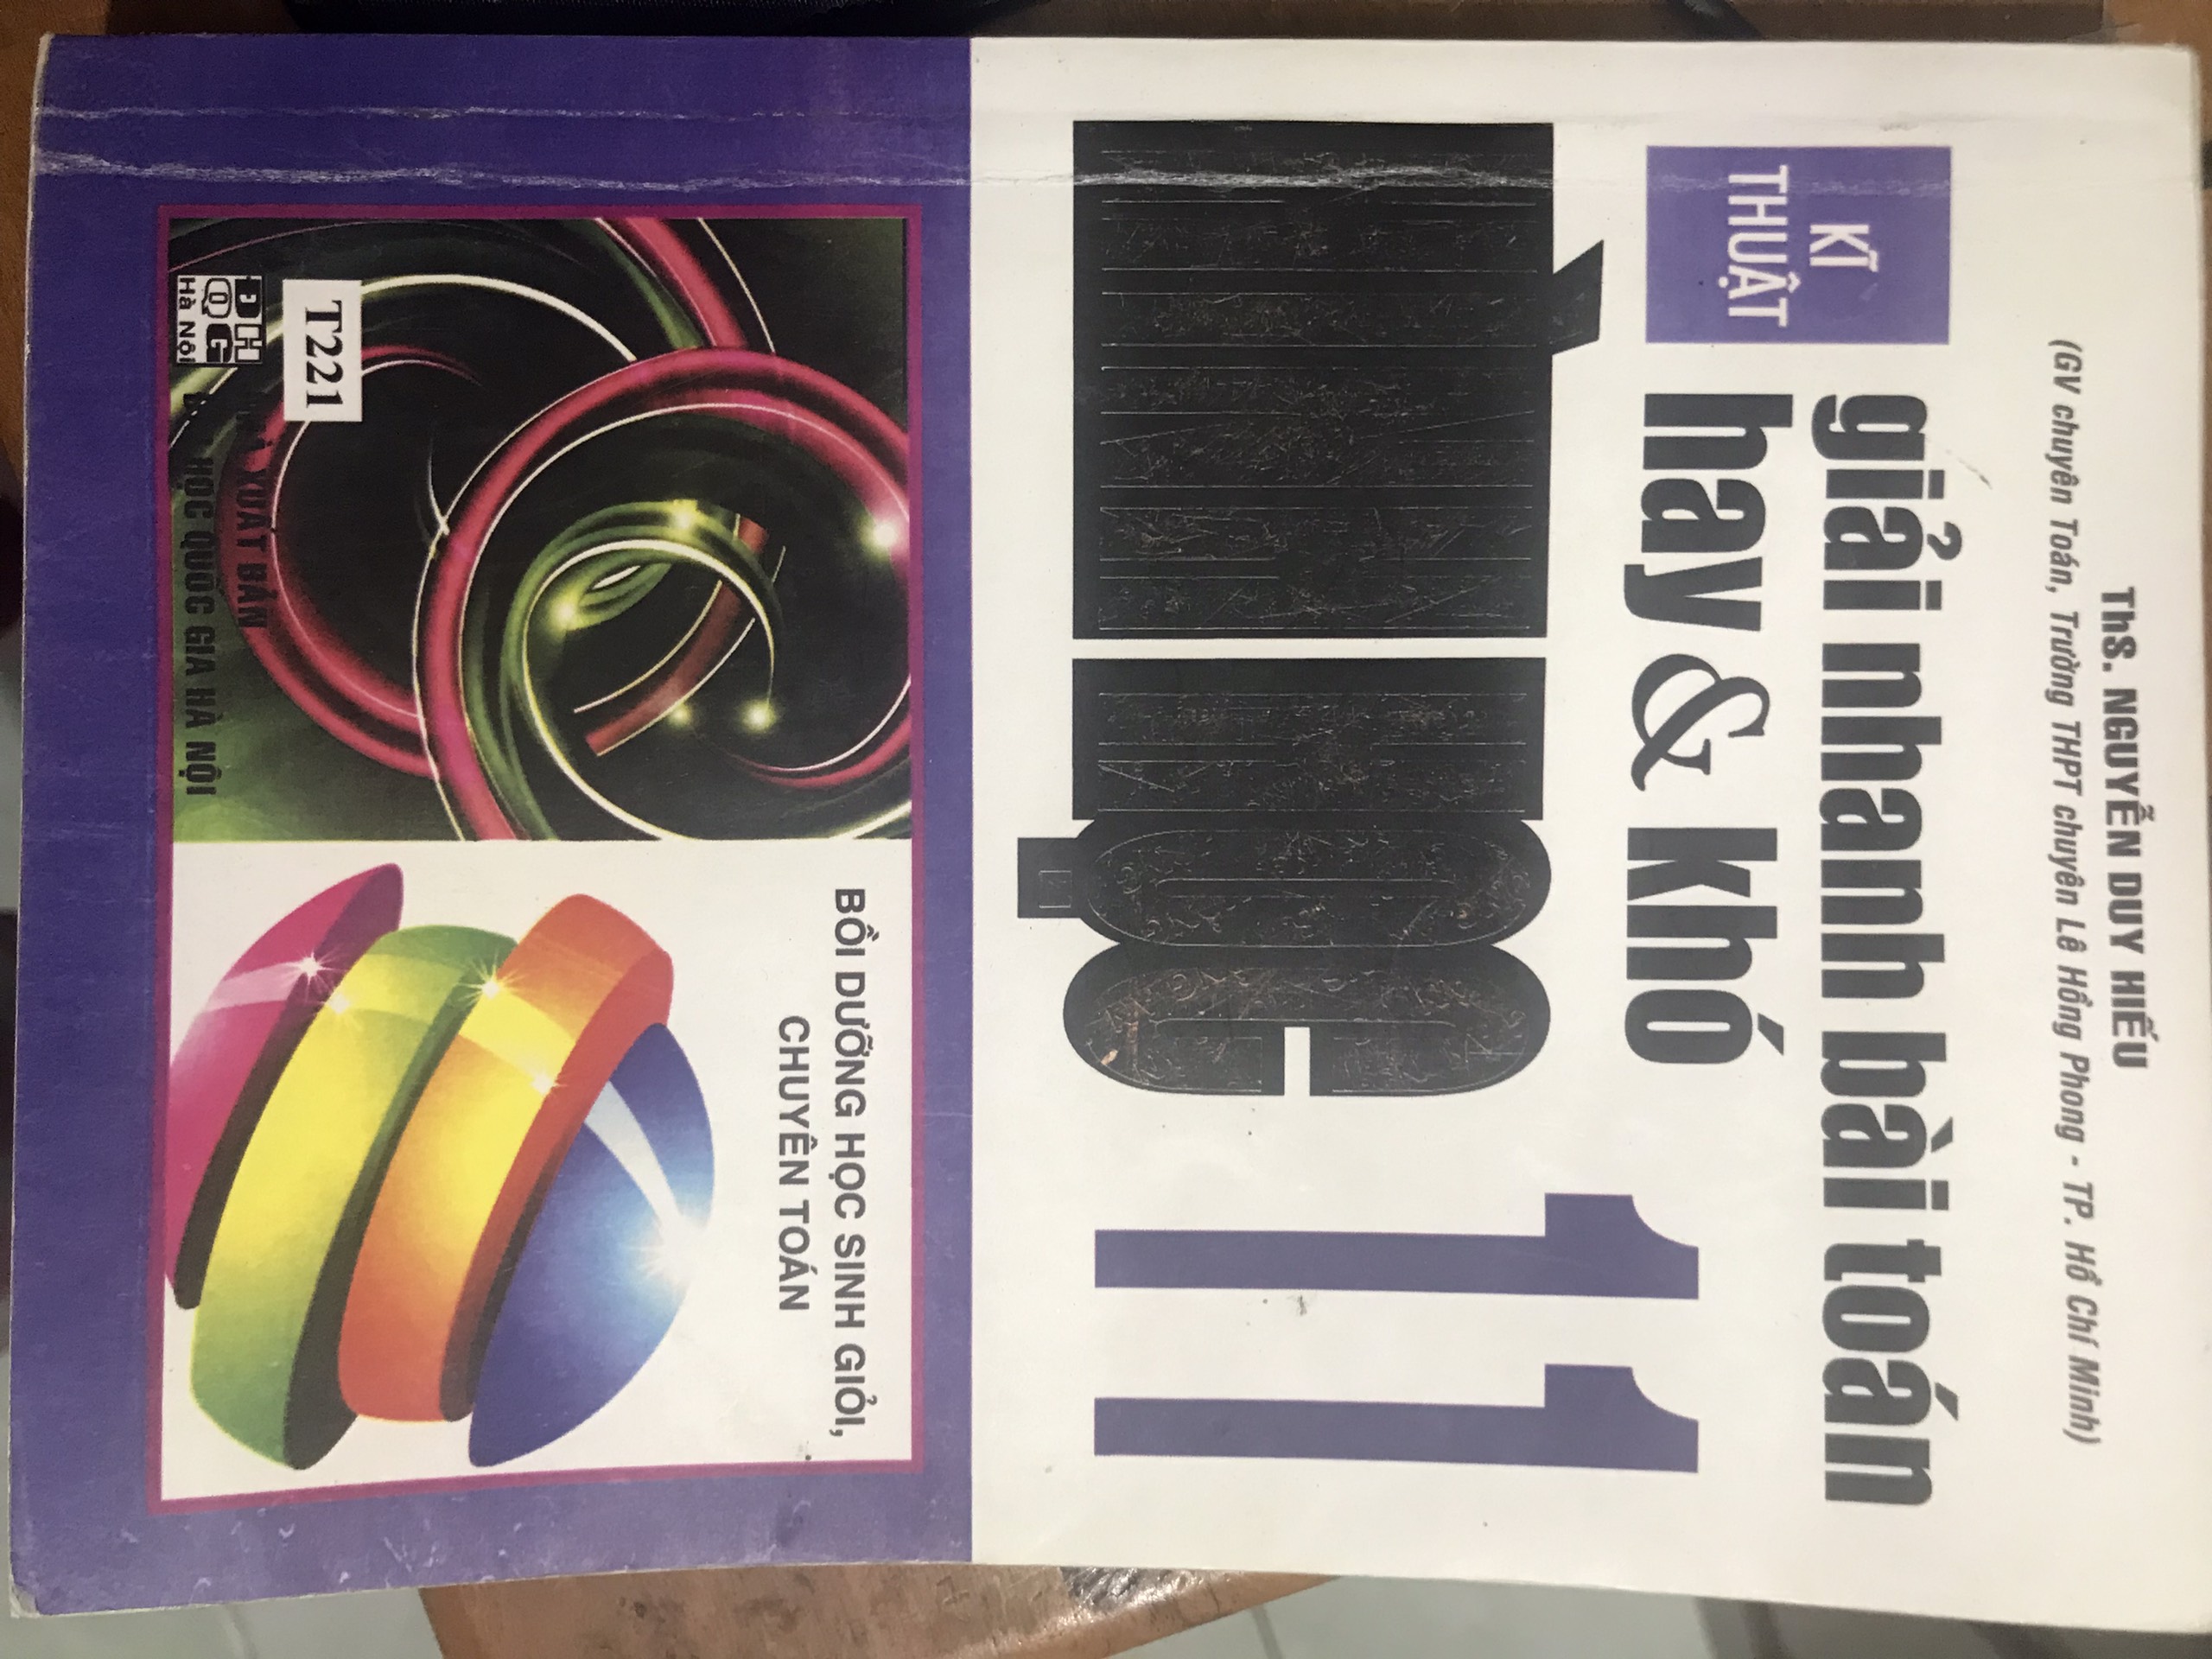 ThS. NGUYỄN DUY HIẾU
(GV chuyên Toán, Trường THPT chuyên Lê Hồng Phong - TP. Hồ Chí Minh)
KĨ
THUẬT
giải nhanh bài toán
hay & khó
HÌNH HỌC 11
BỒI DƯỠNG HỌC SINH GIỎI,
CHUYÊN TOÁN
T221
ĐH
QG
Hà Nội
NHÀ XUẤT BẢN
ĐẠI HỌC QUỐC GIA HÀ NỘI